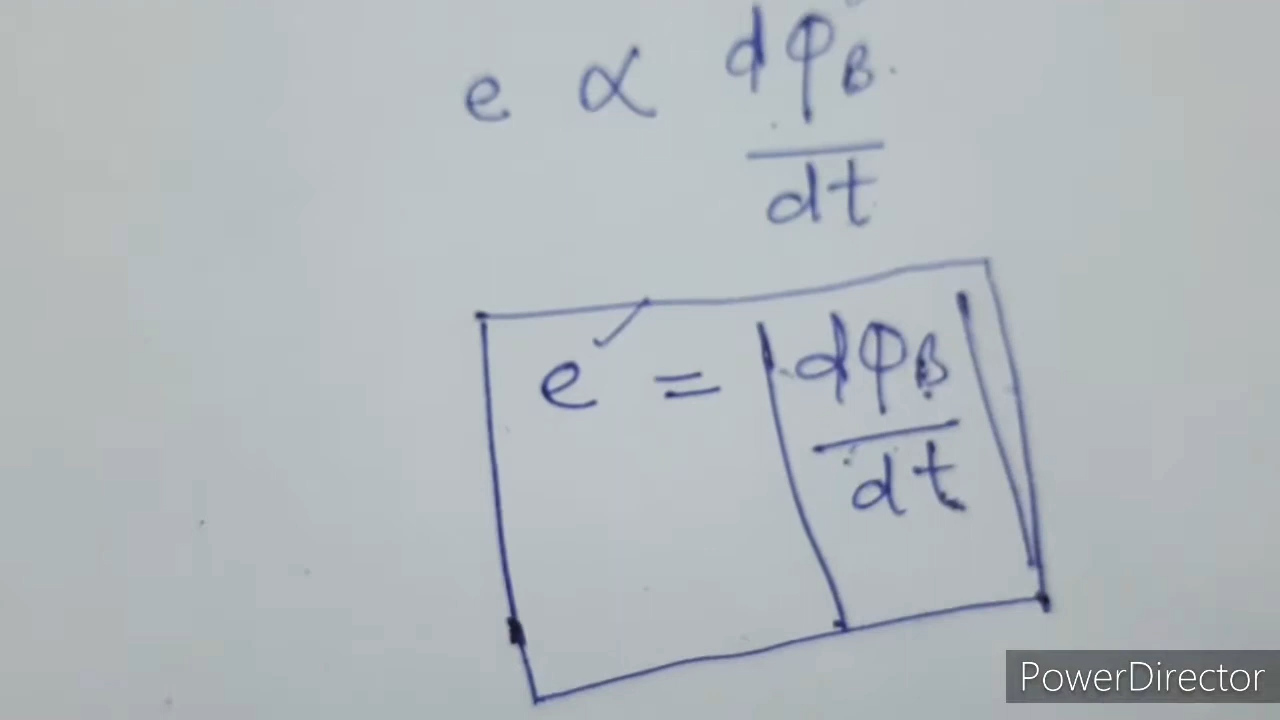 e ∝ dφB
dt
e = |dφB|
dt
PowerDirector